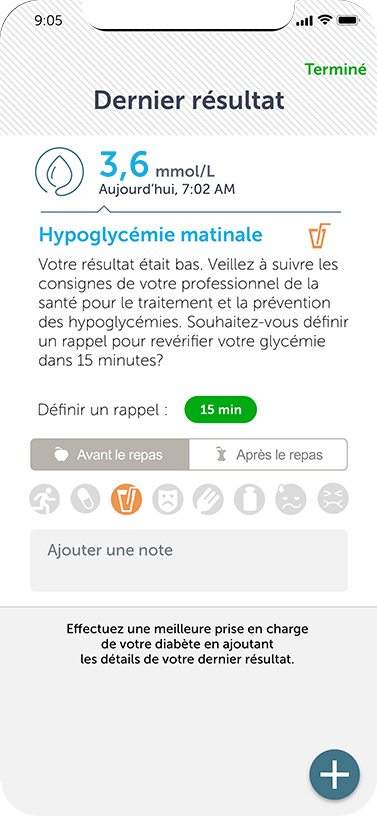 9:05
Terminé
Dernier résultat
3,6 mmol/L
Aujourd'hui, 7:02 AM
Hypoglycémie matinale
Votre résultat était bas. Veillez à suivre les
consignes de votre professionnel de la
santé pour le traitement et la prévention
des hypoglycémies. Souhaitez-vous définir
un rappel pour revérifier votre glycémie
dans 15 minutes?
Définir un rappel :
15 min
Avant le repas
Après le repas
Ajouter une note
Effectuez une meilleure prise en charge
de votre diabète en ajoutant
les détails de votre dernier résultat.